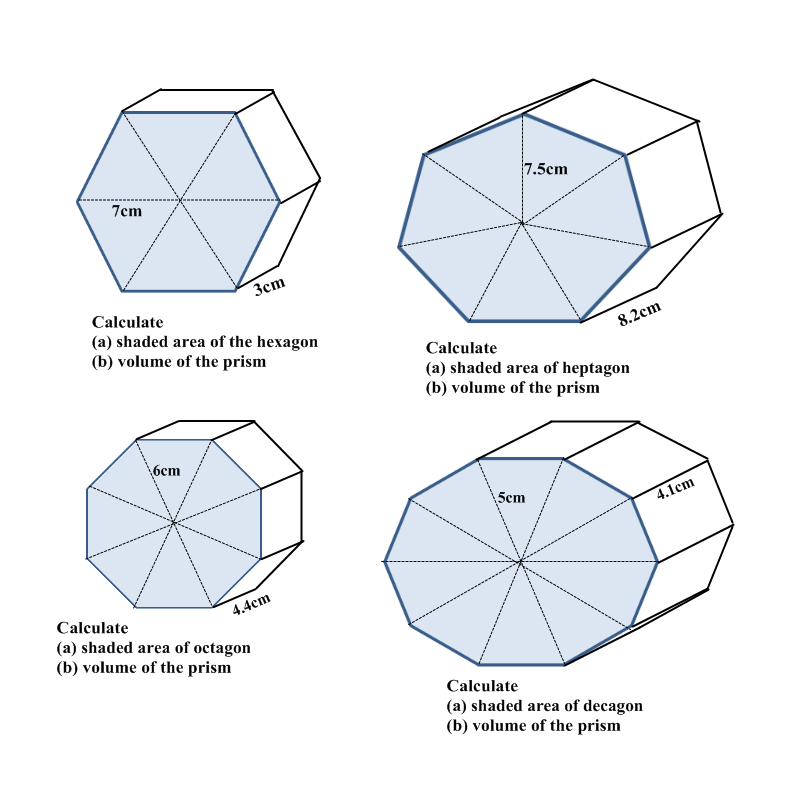 7cm
3cm
Calculate
(a) shaded area of the hexagon
(b) volume of the prism
7.5cm
8.2cm
Calculate
(a) shaded area of heptagon
(b) volume of the prism
6cm
4.4cm
Calculate
(a) shaded area of octagon
(b) volume of the prism
5cm
4.1cm
Calculate
(a) shaded area of decagon
(b) volume of the prism